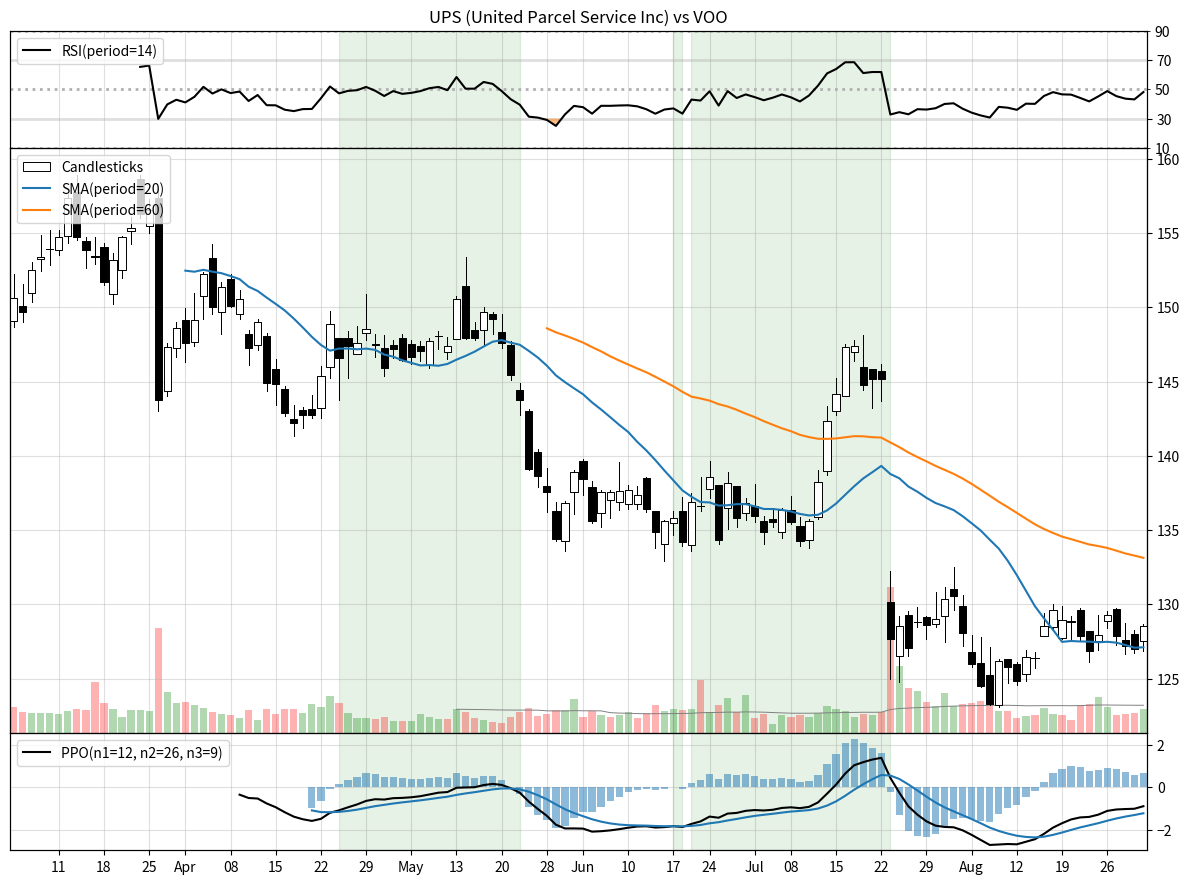 UPS (United Parcel Service Inc) vs VOO
RSI(period=14)
90
70
50
30
10
Candlesticks
SMA(period=20)
SMA(period=60)
160
155
150
145
140
135
130
125
PPO(n1=12, n2=26, n3=9)
2
0
−2
11 18 25 Apr 08 15 22 29 May 13 20 28 Jun 10 17 24 Jul 08 15 22 29 Aug 12 19 26